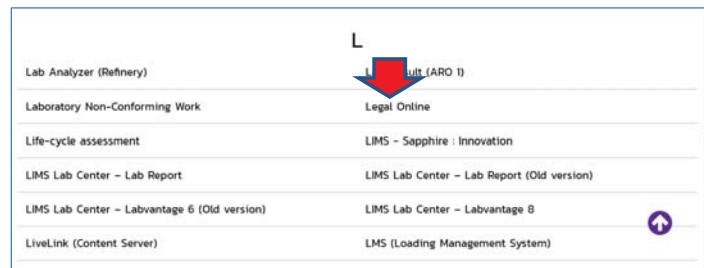 L
Lab Analyzer (Refinery) (ARO 1)
Laboratory Non-Conforming Work Legal Online
Life-cycle assessment LIMS - Sapphire : Innovation
LIMS Lab Center – Lab Report LIMS Lab Center – Lab Report (Old version)
LIMS Lab Center – Labvantage 6 (Old version) LIMS Lab Center – Labvantage 8
LiveLink (Content Server) LMS (Loading Management System)